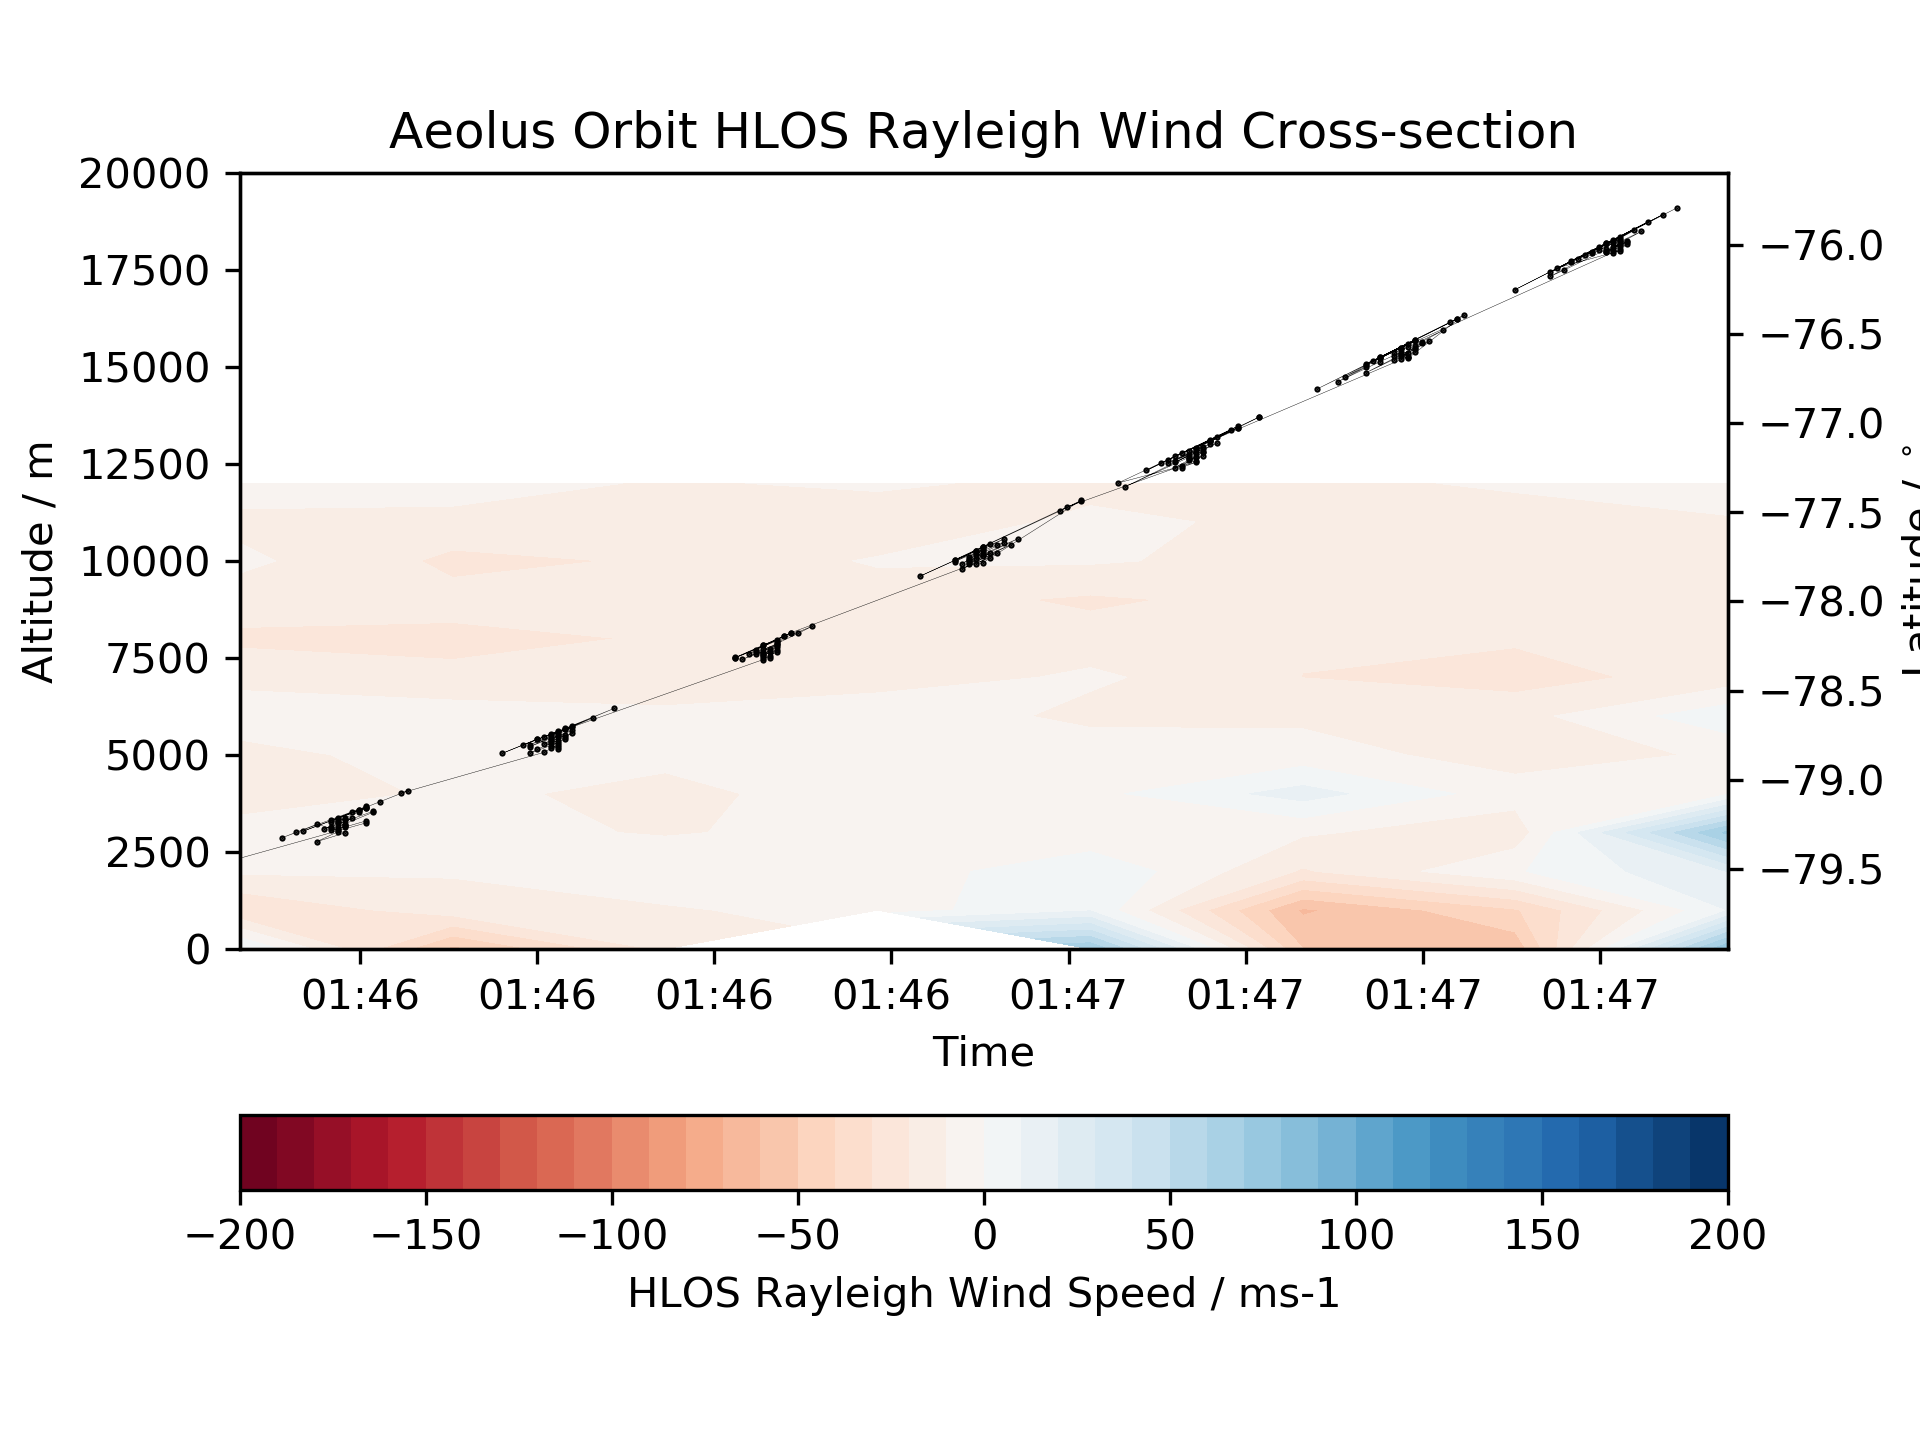 Aeolus Orbit HLOS Rayleigh Wind Cross-section
20000
17500
15000
12500
10000
7500
5000
2500
0
Altitude / m
−76.0
−76.5
−77.0
−77.5
−78.0
−78.5
−79.0
−79.5
Latitude / °
01:46 01:46 01:46 01:46 01:47 01:47 01:47 01:47
Time
−200 −150 −100 −50 0 50 100 150 200
HLOS Rayleigh Wind Speed / ms-1